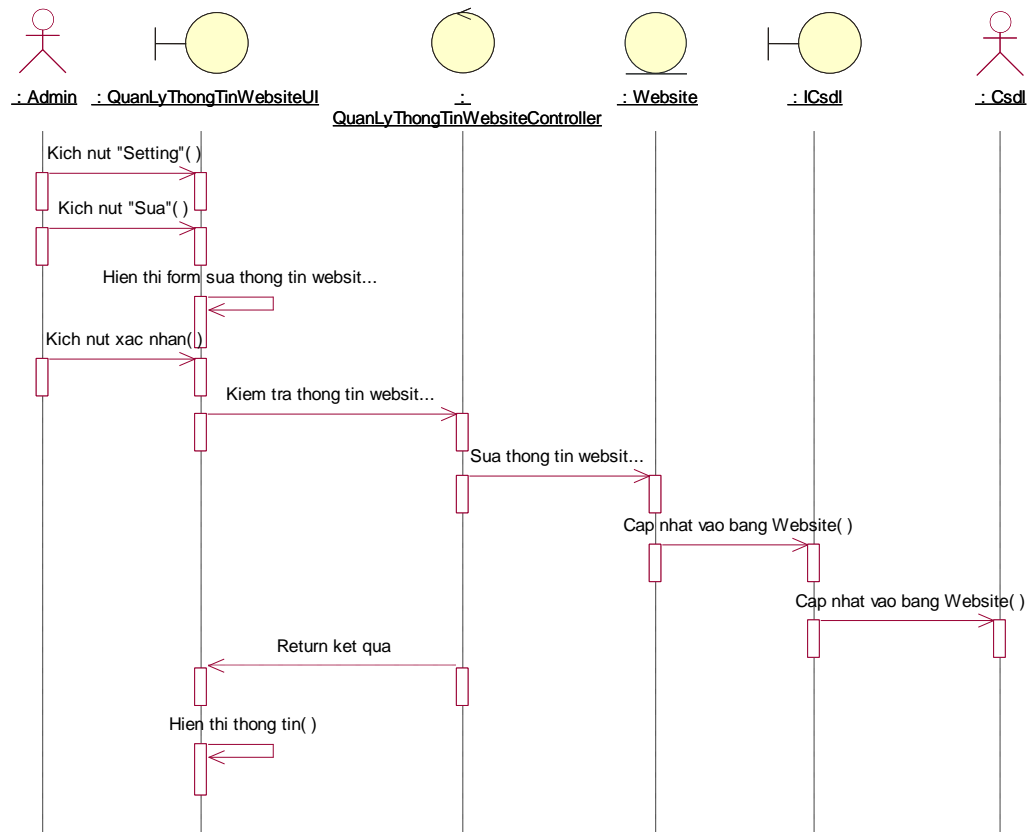 : Admin
: QuanLyThongTinWebsiteUI
:
QuanLyThongTinWebsiteController
: Website
: ICsdl
: Csdl
Kich nut "Setting"( )
Kich nut "Sua"( )
Hien thi form sua thong tin websit...
Kich nut xac nhan( )
Kiem tra thong tin websit...
Sua thong tin websit...
Cap nhat vao bang Website( )
Cap nhat vao bang Website( )
Return ket qua
Hien thi thong tin( )